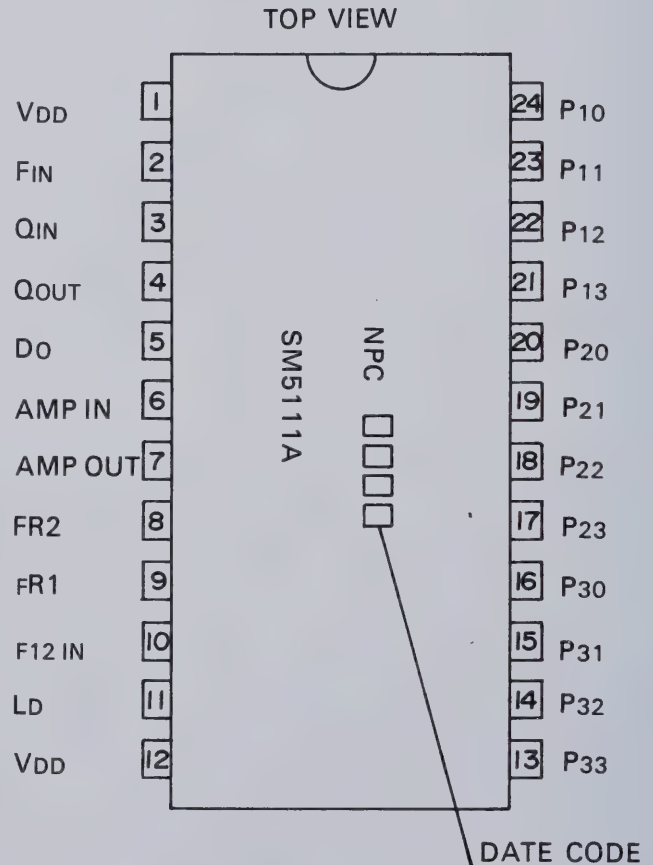 TOP VIEW
VDD 1 24 P10
FIN 2 23 P11
QIN 3 22 P12
QOUT 4 21 P13
DO 5 20 P20
AMP IN 6 19 P21
AMP OUT 7 18 P22
FR2 8 17 P23
FR1 9 16 P30
F12 IN 10 15 P31
LD 11 14 P32
VDD 12 13 P33
NPC
SM5111A
DATE CODE